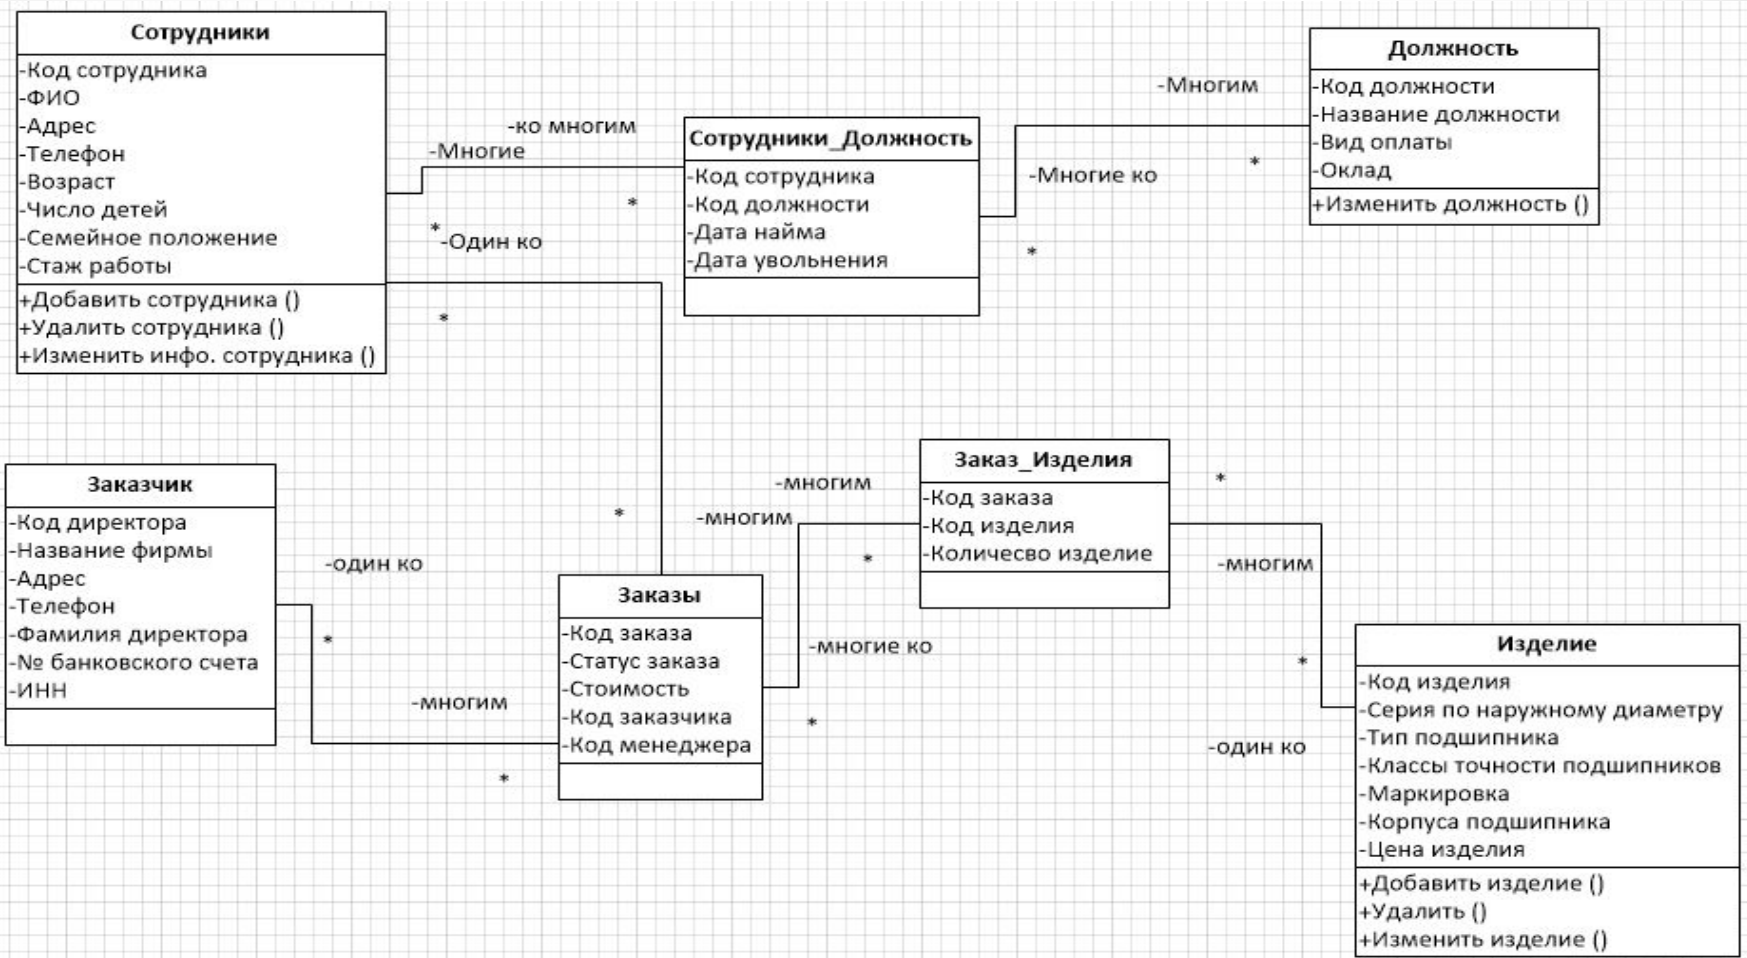 Сотрудники
-Код сотрудника
-ФИО
-Адрес
-Телефон
-Возраст
-Число детей
-Семейное положение
-Стаж работы
+Добавить сотрудника ()
+Удалить сотрудника ()
+Изменить инфо. сотрудника ()
-ко многим
-Многие
*
*
-Один ко
*
*
Сотрудники_Должность
-Код сотрудника
-Код должности
-Дата найма
-Дата увольнения
-Многим
-Многие ко
*
*
Должность
-Код должности
-Название должности
-Вид оплаты
-Оклад
+Изменить должность ()
Заказчик
-Код директора
-Название фирмы
-Адрес
-Телефон
-Фамилия директора
-№ банковского счета
-ИНН
-один ко
*
-многим
*
Заказы
-Код заказа
-Статус заказа
-Стоимость
-Код заказчика
-Код менеджера
-многим
-многим
*
-многие ко
*
Заказ_Изделия
-Код заказа
-Код изделия
-Количесво изделие
*
-многим
*
-один ко
Изделие
-Код изделия
-Серия по наружному диаметру
-Тип подшипника
-Классы точности подшипников
-Маркировка
-Корпуса подшипника
-Цена изделия
+Добавить изделие ()
+Удалить ()
+Изменить изделие ()